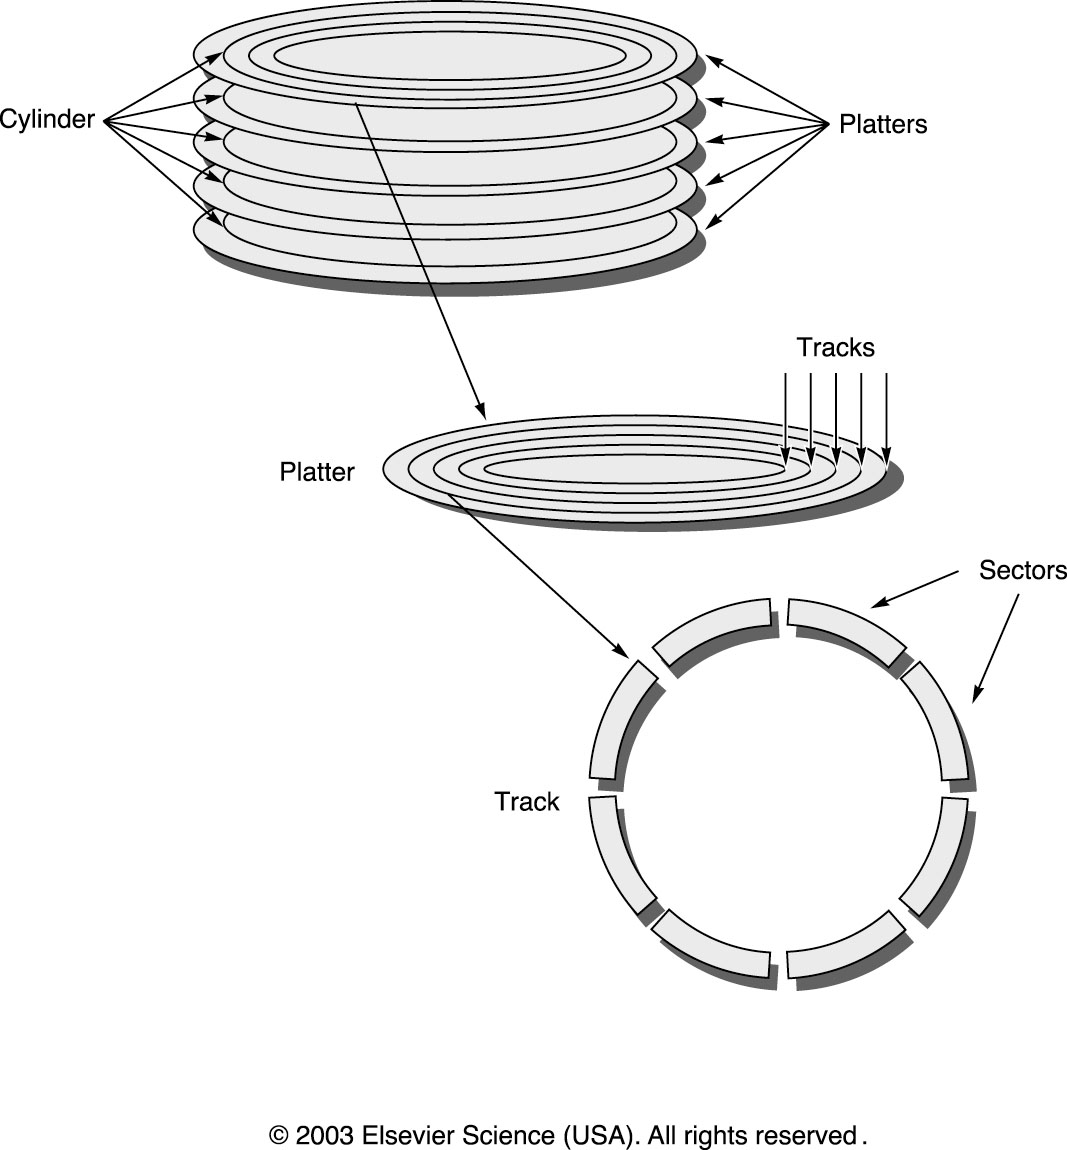 Cylinder
Platters
Tracks
Platter
Sectors
Track
© 2003 Elsevier Science (USA). All rights reserved.